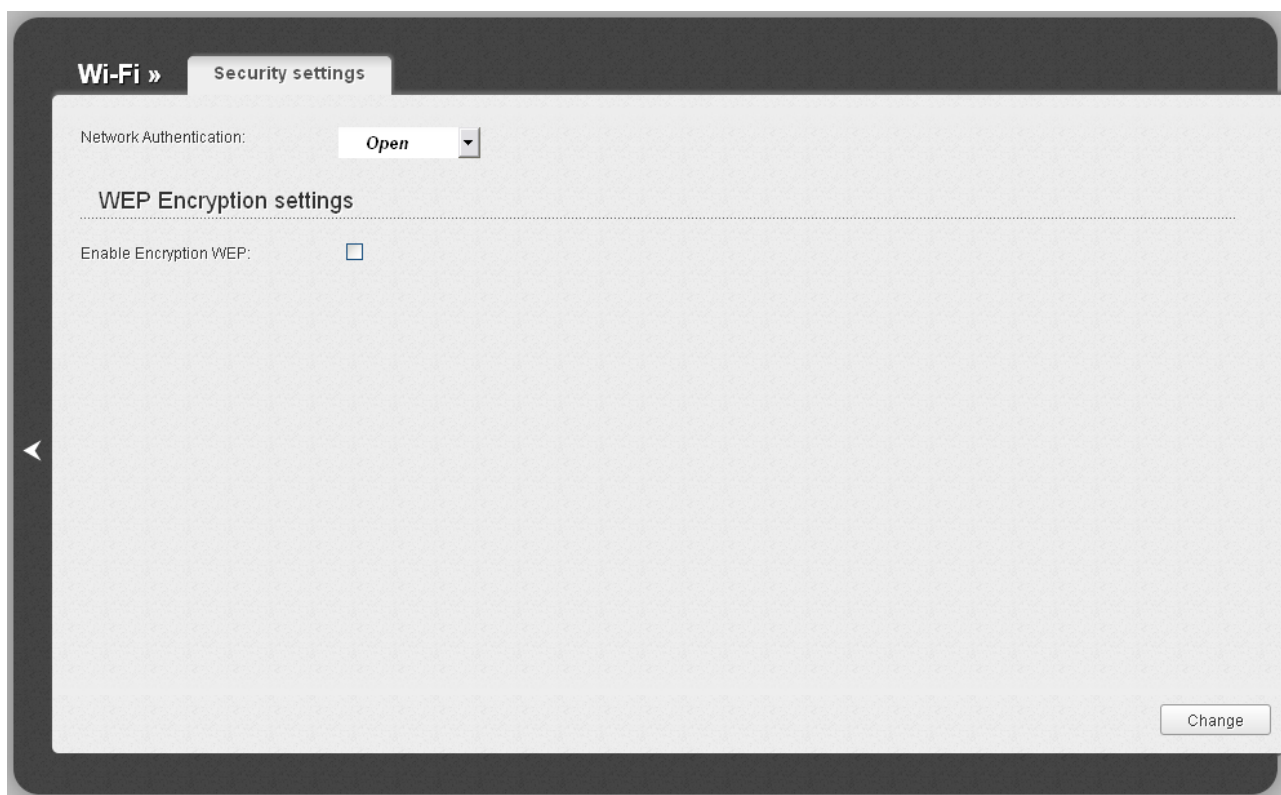 Wi-Fi » Security settings
Network Authentication: Open
WEP Encryption settings
Enable Encryption WEP:
Change